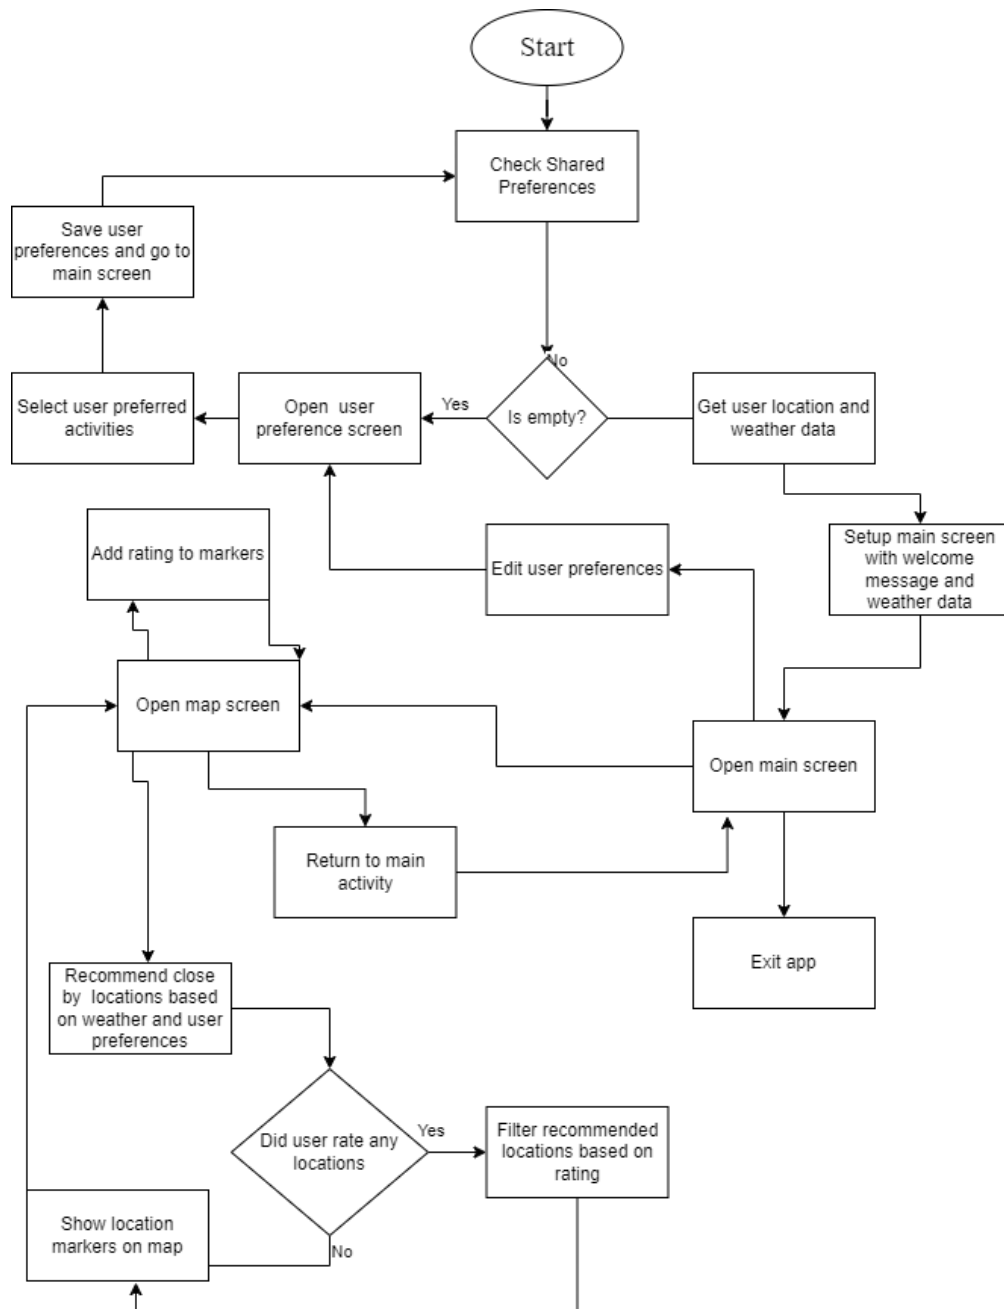 Start
Check Shared
Preferences
Save user
preferences and go to
main screen
No
Select user preferred
activities
Open user
preference screen
Yes
Is empty?
Get user location and
weather data
Add rating to markers
Edit user preferences
Setup main screen
with welcome
message and
weather data
Open map screen
Open main screen
Return to main
activity
Exit app
Recommend close
by locations based
on weather and user
preferences
Did user rate any
locations
Yes
Filter recommended
locations based on
rating
Show location
markers on map
No